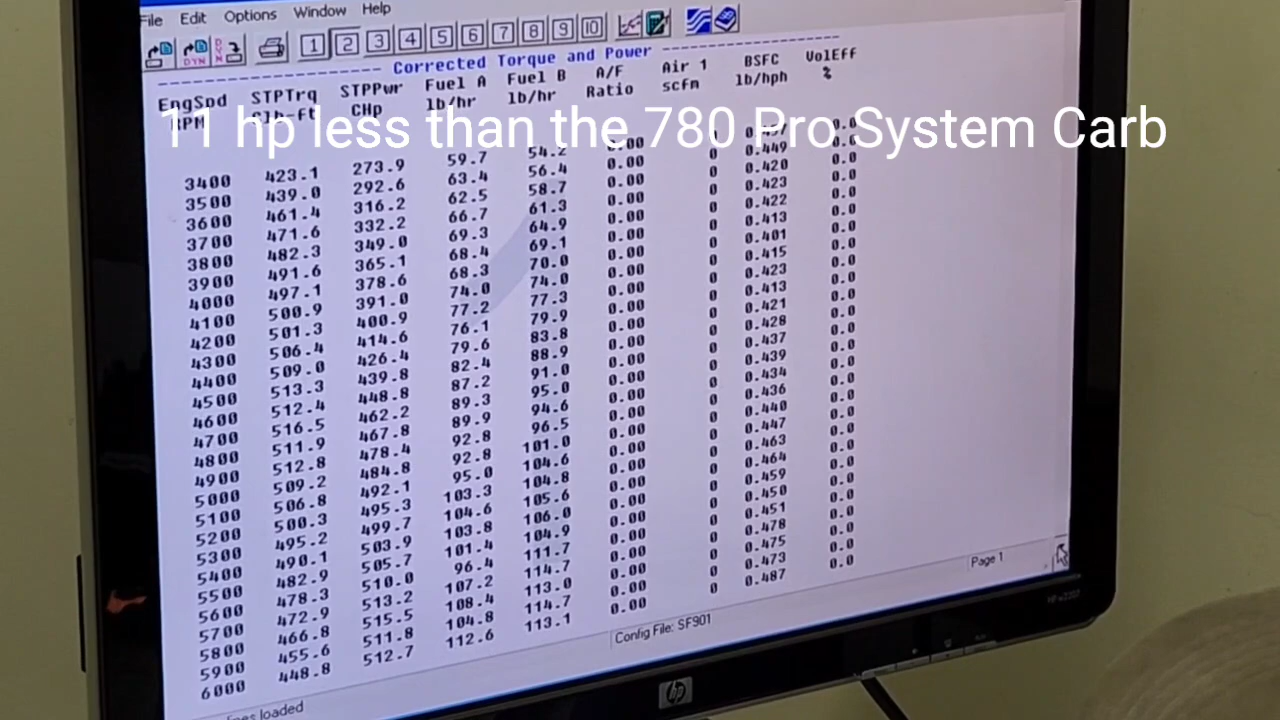 File Edit Options Window Help
1 2 3 4 5 6 7 8 9 10
Corrected Torque and Power
EngSpd STPTrq STPPwr Fuel A Fuel B A/F Air 1 BSFC VolEff
RPM Clb-ft CHp lb/hr lb/hr Ratio scfm lb/hph %
11 hp less than the 780 Pro System Carb
3400 423.1 273.9 59.7 54.2 0.00 0 0.0
3500 439.0 292.6 63.4 56.4 0.00 0 0.449 0.0
3600 461.4 316.2 62.5 58.7 0.00 0 0.420 0.0
3700 471.6 332.2 66.7 61.3 0.00 0 0.423 0.0
3800 482.3 349.0 69.3 64.9 0.00 0 0.422 0.0
3900 491.6 365.1 68.4 69.1 0.00 0 0.413 0.0
4000 497.1 378.6 68.3 70.0 0.00 0 0.401 0.0
4100 500.9 391.0 74.0 74.0 0.00 0 0.415 0.0
4200 501.3 400.9 77.2 77.3 0.00 0 0.423 0.0
4300 506.4 414.6 76.1 79.9 0.00 0 0.413 0.0
4400 509.0 426.4 79.6 83.8 0.00 0 0.421 0.0
4500 513.3 439.8 82.4 88.9 0.00 0 0.428 0.0
4600 512.4 448.8 87.2 91.0 0.00 0 0.437 0.0
4700 516.5 462.2 89.3 95.0 0.00 0 0.439 0.0
4800 511.9 467.8 89.9 94.6 0.00 0 0.434 0.0
4900 512.8 478.4 92.8 96.5 0.00 0 0.436 0.0
5000 509.2 484.8 92.8 101.0 0.00 0 0.440 0.0
5100 506.8 492.1 95.0 104.6 0.00 0 0.447 0.0
5200 500.3 495.3 103.3 104.8 0.00 0 0.463 0.0
5300 495.2 499.7 104.6 105.6 0.00 0 0.464 0.0
5400 490.1 503.9 103.8 106.0 0.00 0 0.459 0.0
5500 482.9 505.7 101.4 104.9 0.00 0 0.450 0.0
5600 478.3 510.0 96.4 111.7 0.00 0 0.451 0.0
5700 472.9 513.2 107.2 114.7 0.00 0 0.478 0.0
5800 466.8 515.5 108.4 113.0 0.00 0 0.475 0.0
5900 455.6 511.8 104.8 114.7 0.00 0 0.473 0.0
6000 448.8 512.7 112.6 113.1 0.00 0 0.487 0.0
Page 1
loaded
Config File: SF901
hp